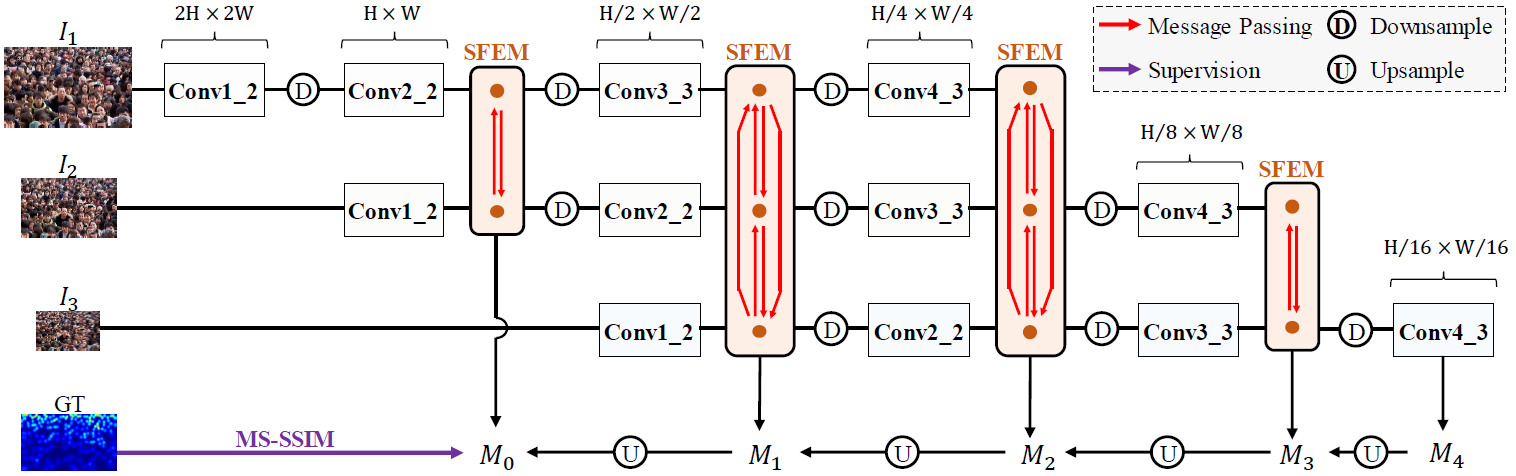 2H × 2W
H × W
H/2 × W/2
H/4 × W/4
Message Passing
D
Downsample
Supervision
U
Upsample
I1
SFEM
SFEM
SFEM
Conv1_2
D
Conv2_2
D
Conv3_3
D
Conv4_3
H/8 × W/8
I2
SFEM
Conv1_2
D
Conv2_2
D
Conv3_3
D
Conv4_3
H/16 × W/16
I3
Conv1_2
D
Conv2_2
D
Conv3_3
D
Conv4_3
GT
MS-SSIM
M0
U
M1
U
M2
U
M3
U
M4